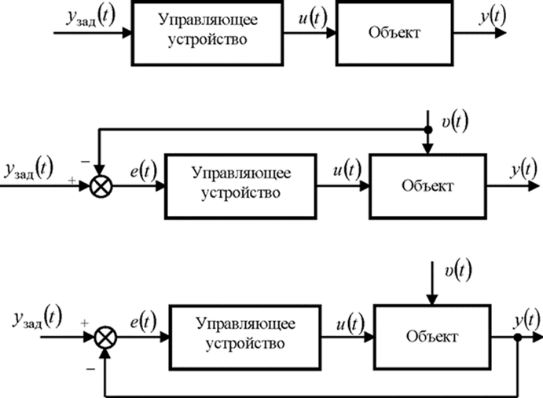 yзад(t) Управляющее устройство u(t) Объект y(t)
υ(t)
−
yзад(t) + e(t) Управляющее устройство u(t) Объект y(t)
υ(t)
yзад(t) + e(t) Управляющее устройство u(t) Объект y(t)
−